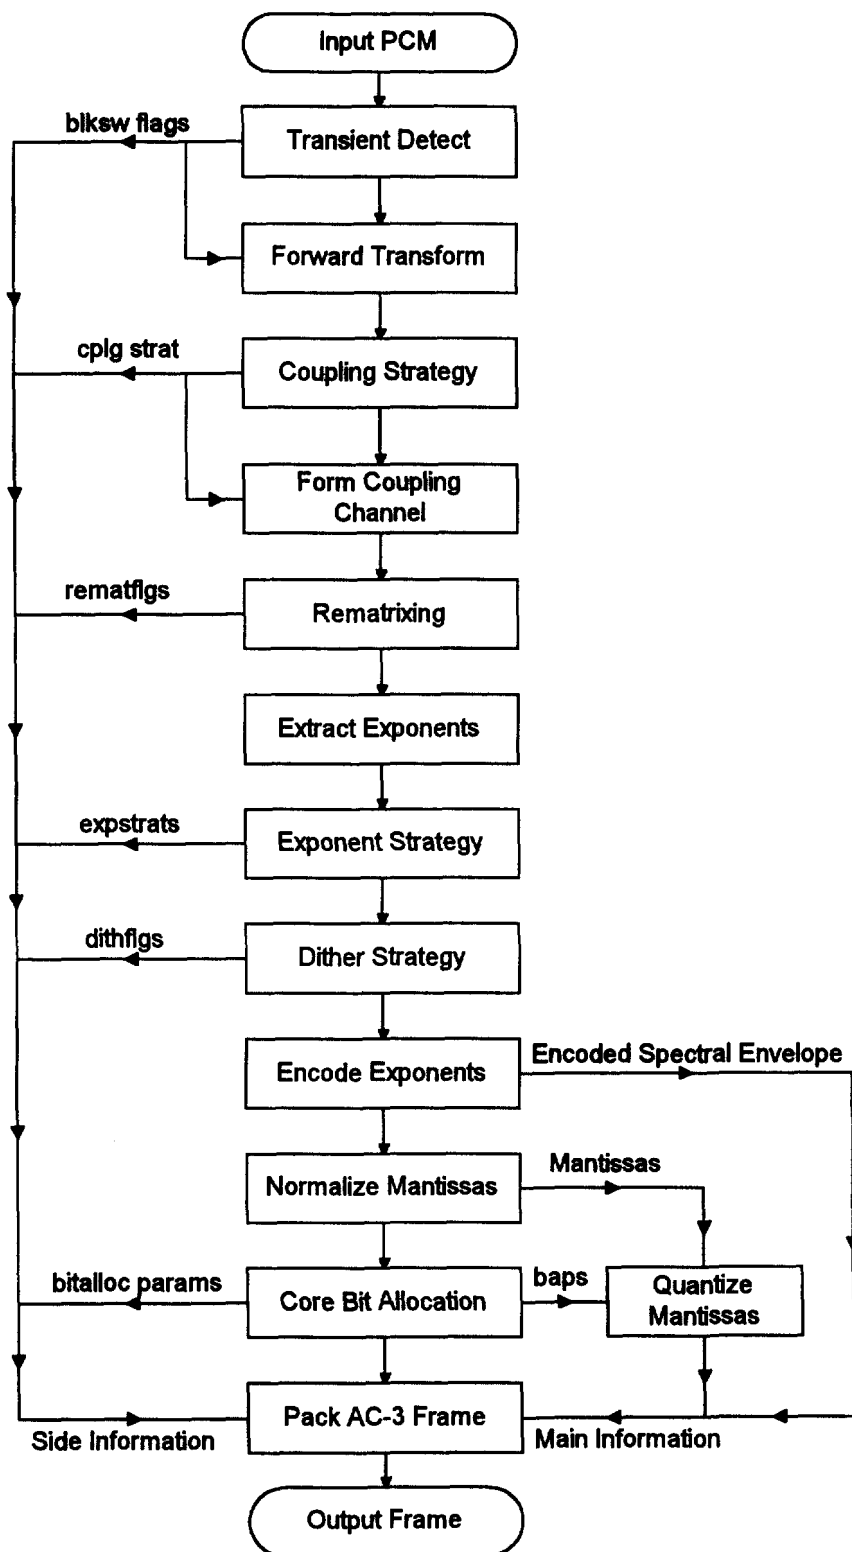 Input PCM
blksw flags
Transient Detect
Forward Transform
cplg strat
Coupling Strategy
Form Coupling
Channel
rematflgs
Rematrixing
Extract Exponents
expstrats
Exponent Strategy
dithflgs
Dither Strategy
Encoded Spectral Envelope
Encode Exponents
Mantissas
Normalize Mantissas
bitalloc params
Core Bit Allocation
baps
Quantize
Mantissas
Pack AC-3 Frame
Side Information
Main Information
Output Frame